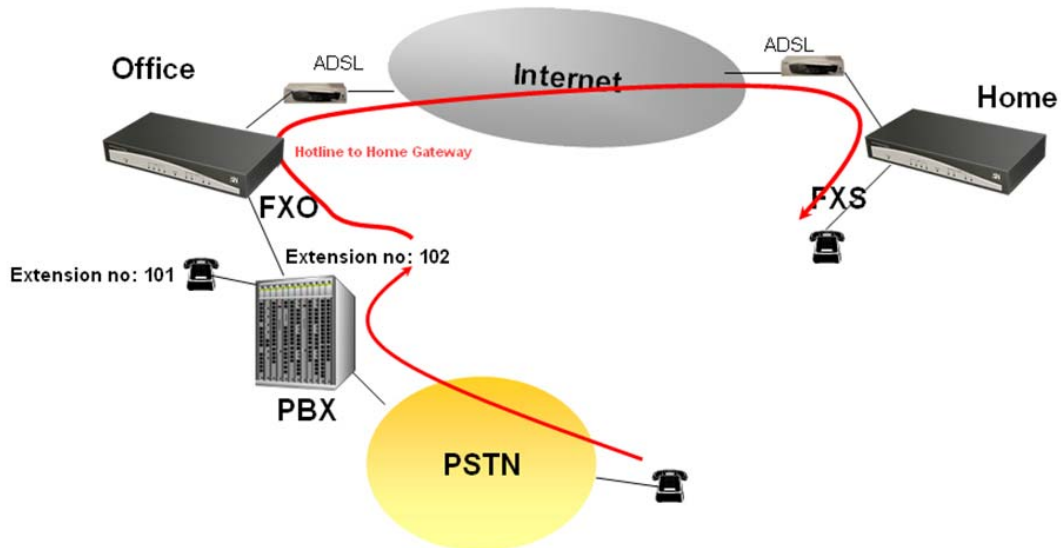 Office
ADSL
Internet
ADSL
Home
Hotline to Home Gateway
FXO
FXS
Extension no: 101
Extension no: 102
PBX
PSTN